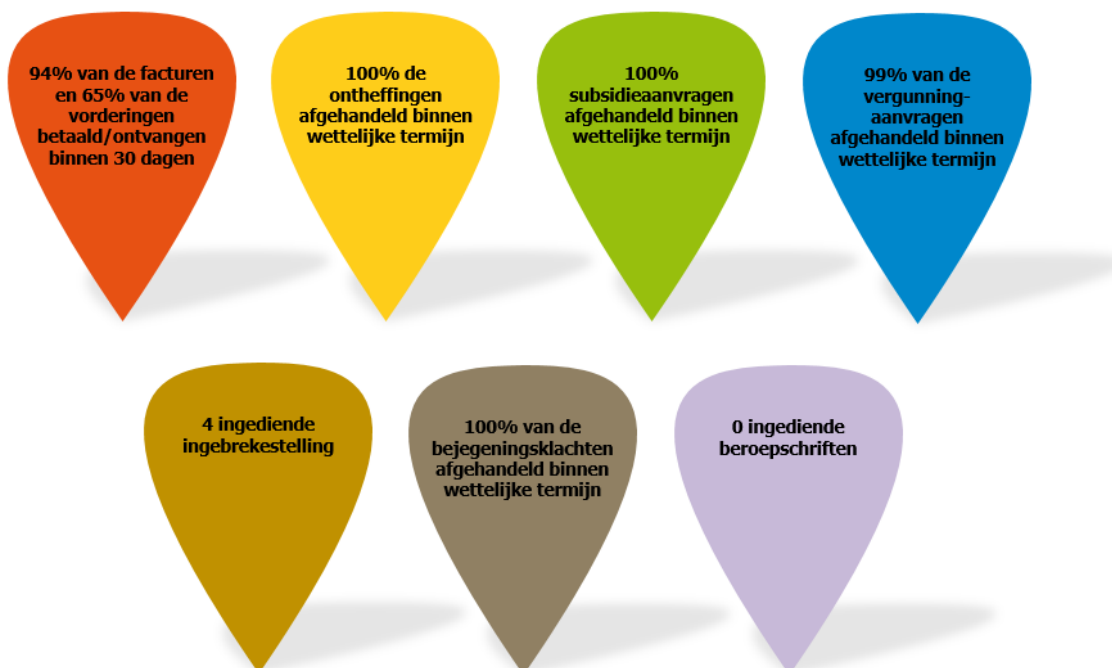 94% van de facturen
en 65% van de
vorderingen
betaald/ontvangen
binnen 30 dagen
100% de
ontheffingen
afgehandeld binnen
wettelijke termijn
100%
subsidieaanvragen
afgehandeld binnen
wettelijke termijn
99% van de
vergunning-
aanvragen
afgehandeld binnen
wettelijke termijn
4 ingediende
ingebrekestelling
100% van de
bejegeningsklachten
afgehandeld binnen
wettelijke termijn
0 ingediende
beroepschriften